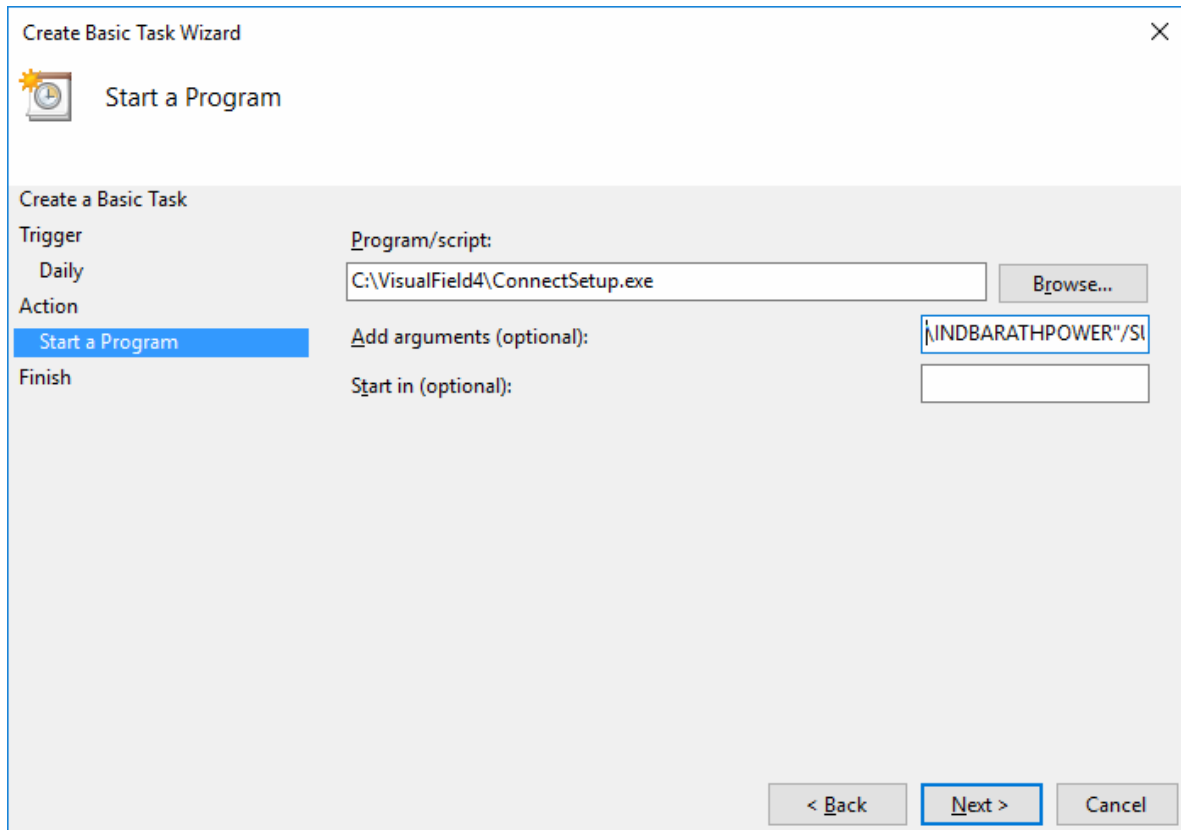 Create Basic Task Wizard
Start a Program
Create a Basic Task
Trigger
Daily
Action
Start a Program
Finish
Program/script:
C:\VisualField4\ConnectSetup.exe
Browse...
Add arguments (optional):
\INDBARATHPOWER"/SU
Start in (optional):
< Back
Next >
Cancel